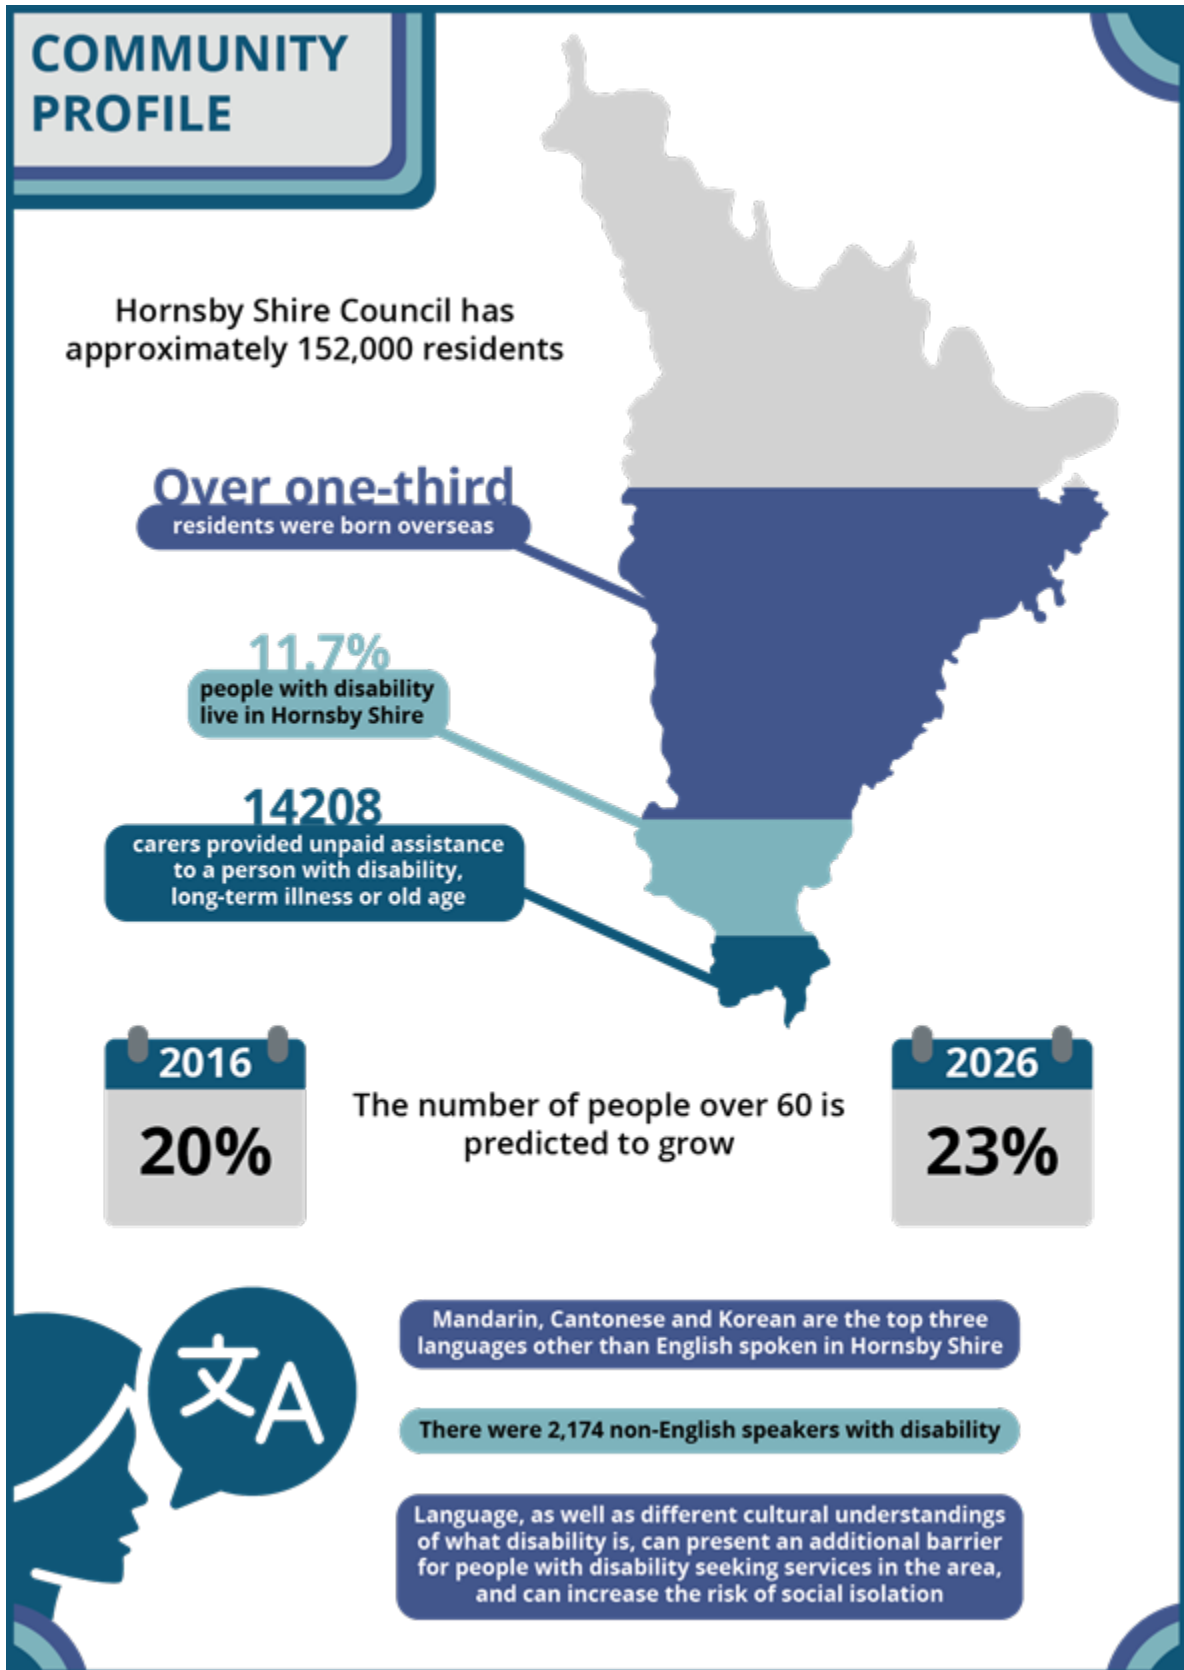 COMMUNITY
PROFILE
Hornsby Shire Council has
approximately 152,000 residents
Over one-third
residents were born overseas
11.7%
people with disability
live in Hornsby Shire
14208
carers provided unpaid assistance
to a person with disability,
long-term illness or old age
2016
20%
The number of people over 60 is
predicted to grow
2026
23%
文A
Mandarin, Cantonese and Korean are the top three
languages other than English spoken in Hornsby Shire
There were 2,174 non-English speakers with disability
Language, as well as different cultural understandings
of what disability is, can present an additional barrier
for people with disability seeking services in the area,
and can increase the risk of social isolation